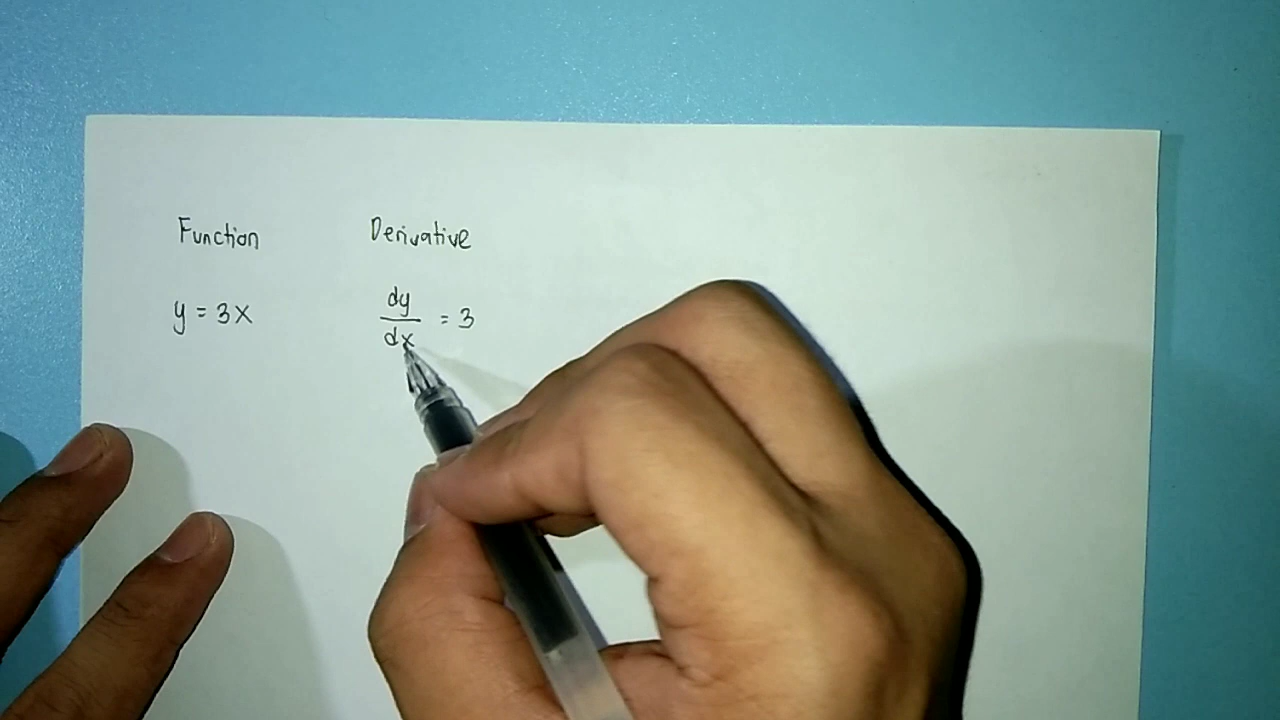 Function Derivative
y = 3x dy/dx = 3